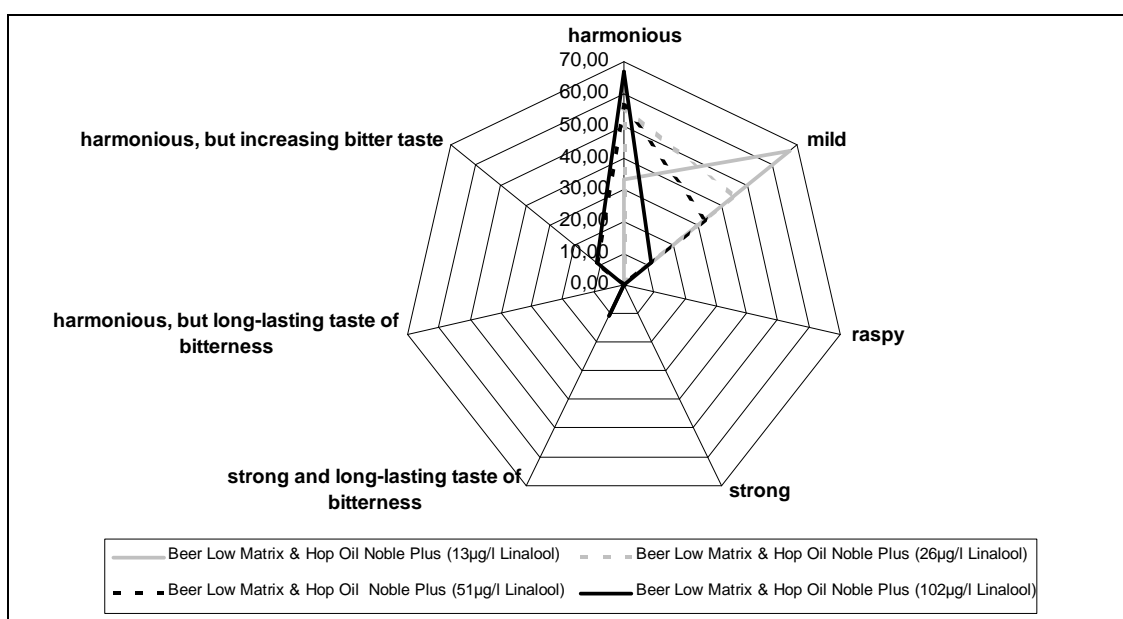 harmonious
70,00
60,00
50,00
40,00
30,00
20,00
10,00
0,00
harmonious, but increasing bitter taste
mild
harmonious, but long-lasting taste of
bitterness
raspy
strong and long-lasting taste of
bitterness
strong
Beer Low Matrix & Hop Oil Noble Plus (13µg/l Linalool)
Beer Low Matrix & Hop Oil Noble Plus (26µg/l Linalool)
Beer Low Matrix & Hop Oil  Noble Plus (51µg/l Linalool)
Beer Low Matrix & Hop Oil Noble Plus (102µg/l Linalool)